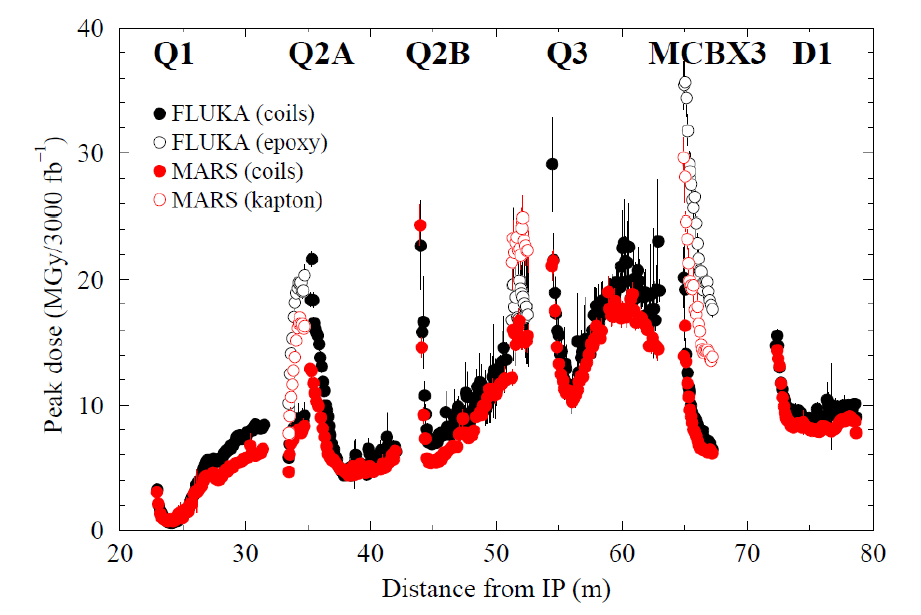 40
30
20
10
0
Peak dose (MGy/3000 fb⁻¹)
Q1 Q2A Q2B Q3 MCBX3 D1
FLUKA (coils)
FLUKA (epoxy)
MARS (coils)
MARS (kapton)
20 30 40 50 60 70 80
Distance from IP (m)